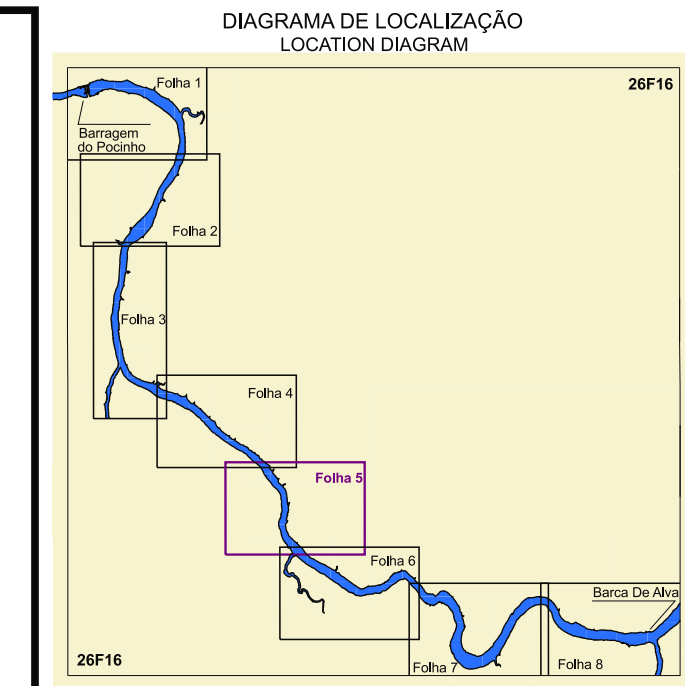 DIAGRAMA DE LOCALIZAÇÃO
LOCATION DIAGRAM
Folha 1
26F16
Barragem
do Pocinho
Folha 2
Folha 3
Folha 4
Folha 5
Folha 6
Barca De Alva
26F16
Folha 7
Folha 8